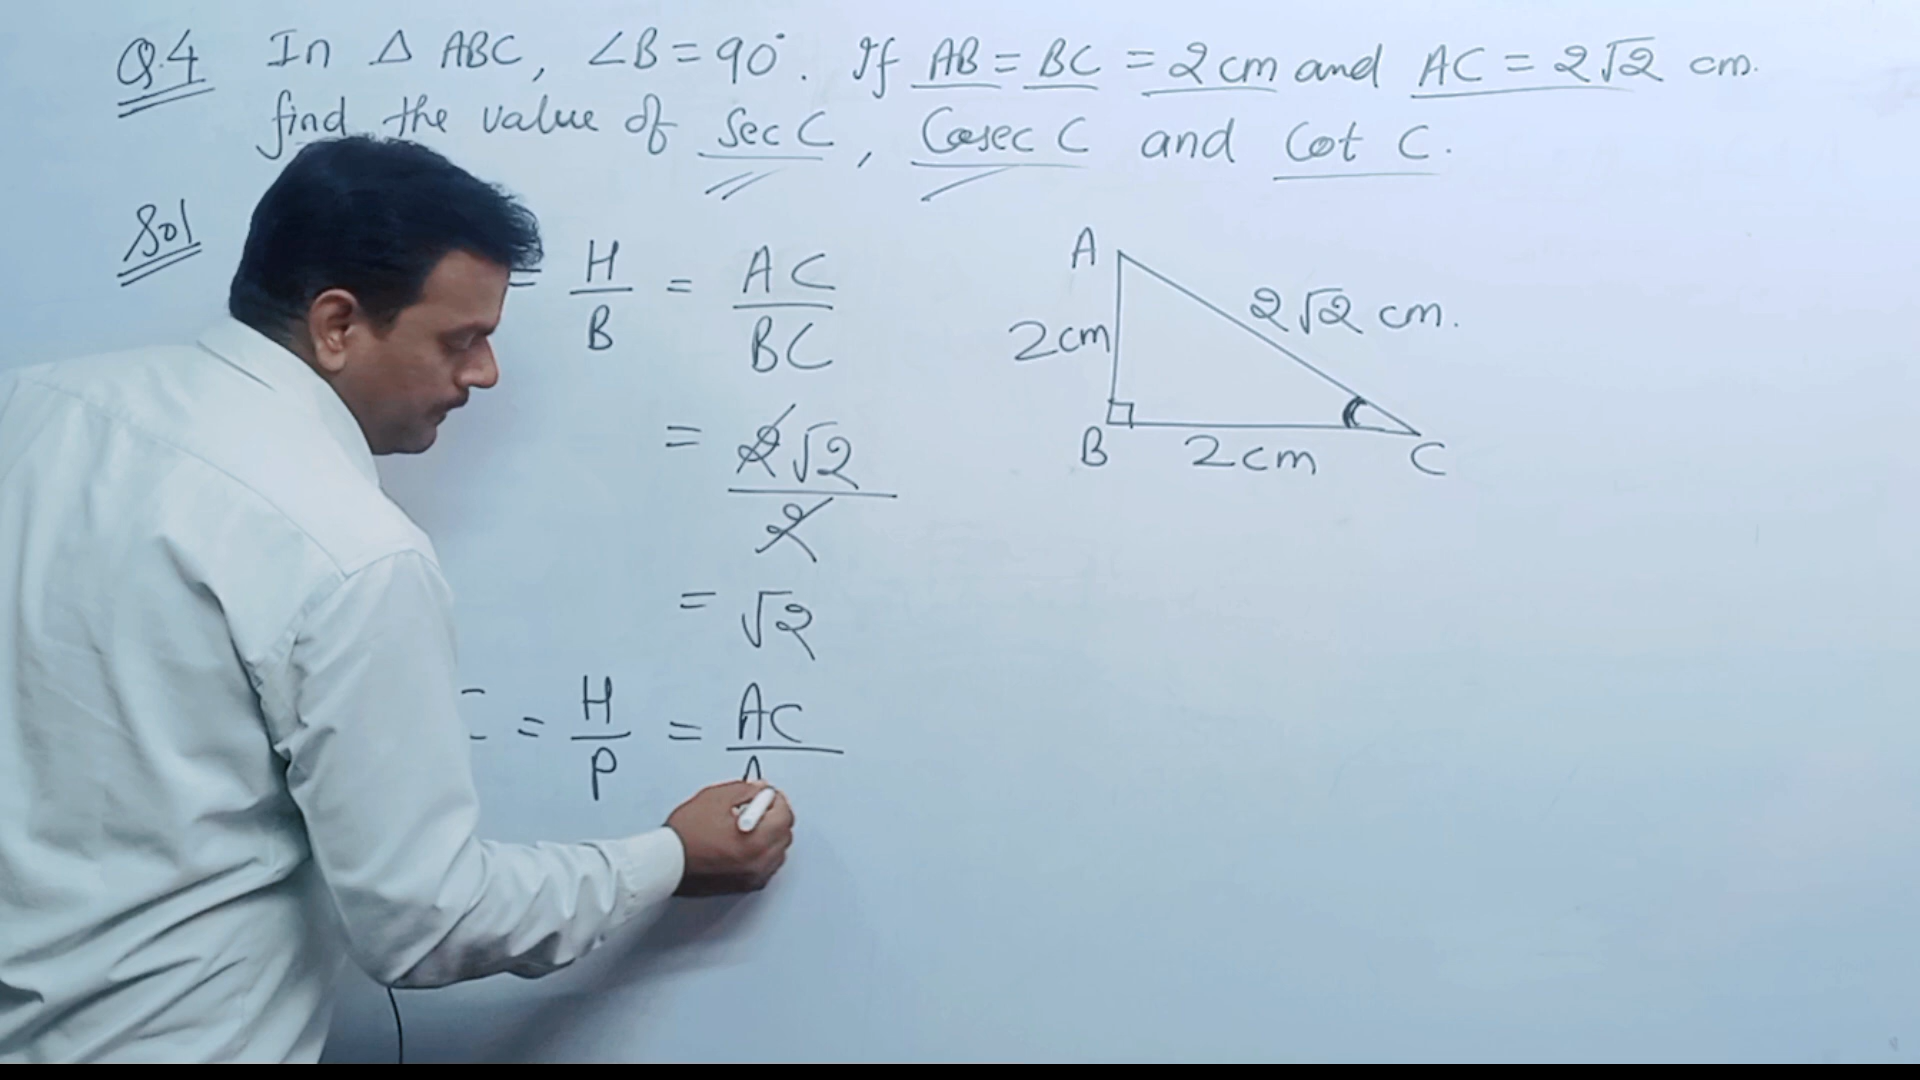 Q.4 In △ ABC, ∠B = 90°. If AB = BC = 2 cm and AC = 2√2 cm.
find the value of Sec C, Cosec C and Cot C.
Sol
= H/B = AC/BC
= 2√2/2
= √2
= H/P = AC/A
A
2√2 cm.
2cm
B 2cm C